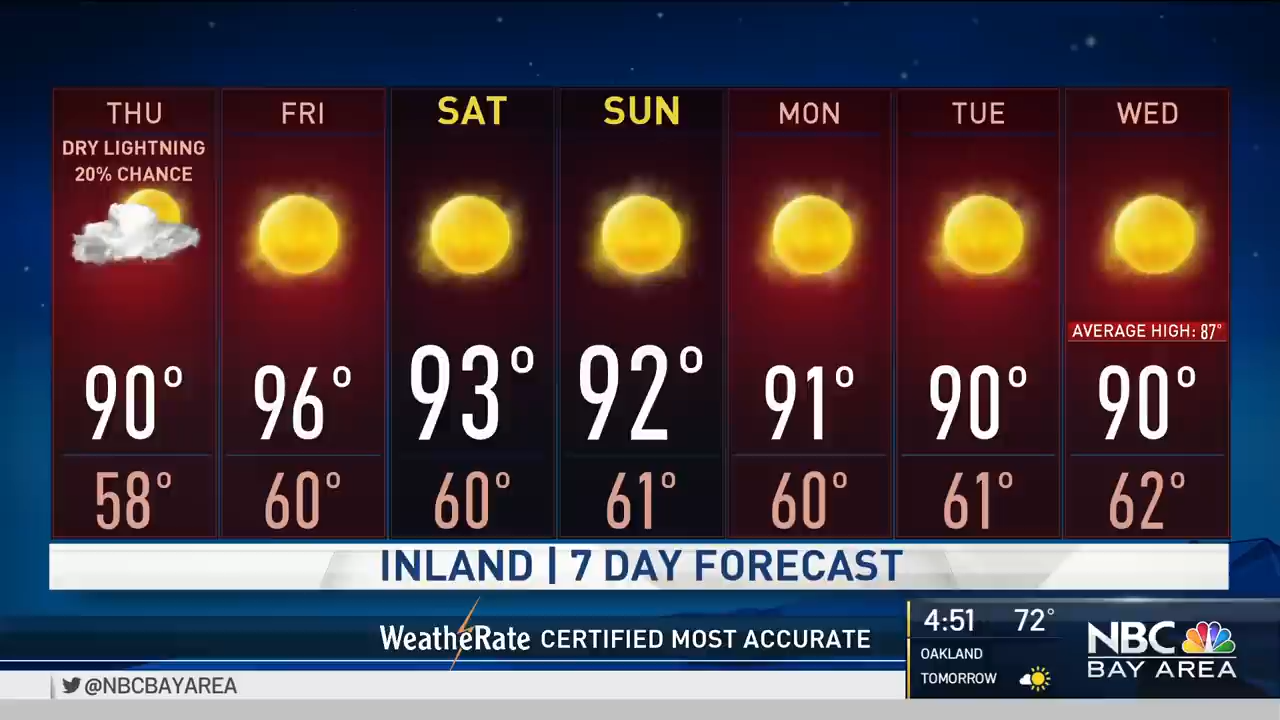 THU FRI SAT SUN MON TUE WED
DRY LIGHTNING
20% CHANCE
AVERAGE HIGH: 87°
90° 96° 93° 92° 91° 90° 90°
58° 60° 60° 61° 60° 61° 62°
INLAND | 7 DAY FORECAST
WeatheRate CERTIFIED MOST ACCURATE
4:51 72°
OAKLAND
TOMORROW
NBC
BAY AREA
@NBCBAYAREA